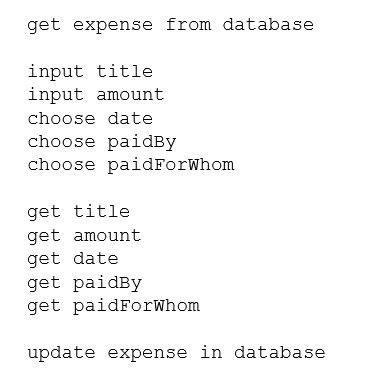 get expense from database
input title
input amount
choose date
choose paidBy
choose paidForWhom
get title
get amount
get date
get paidBy
get paidForWhom
update expense in database